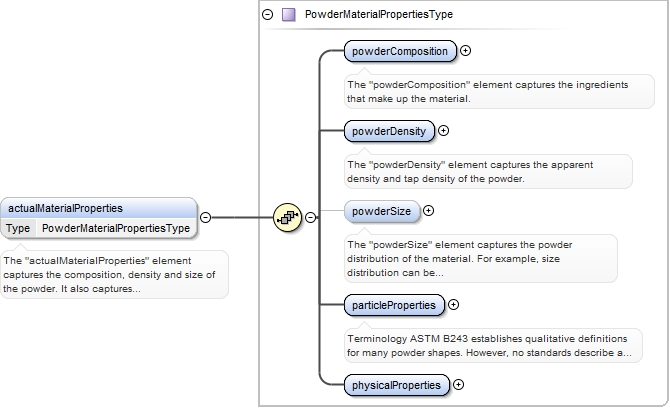 PowderMaterialPropertiesType
powderComposition
The "powderComposition" element captures the ingredients
that make up the material.
powderDensity
The "powderDensity" element captures the apparent
density and tap density of the powder.
actualMaterialProperties
Type PowderMaterialPropertiesType
The "actualMaterialProperties" element
captures the composition, density and size of
the powder. It also captures...
powderSize
The "powderSize" element captures the powder
distribution of the material. For example, size
distribution can be...
particleProperties
Terminology ASTM B243 establishes qualitative definitions
for many powder shapes. However, no standards describe a...
physicalProperties